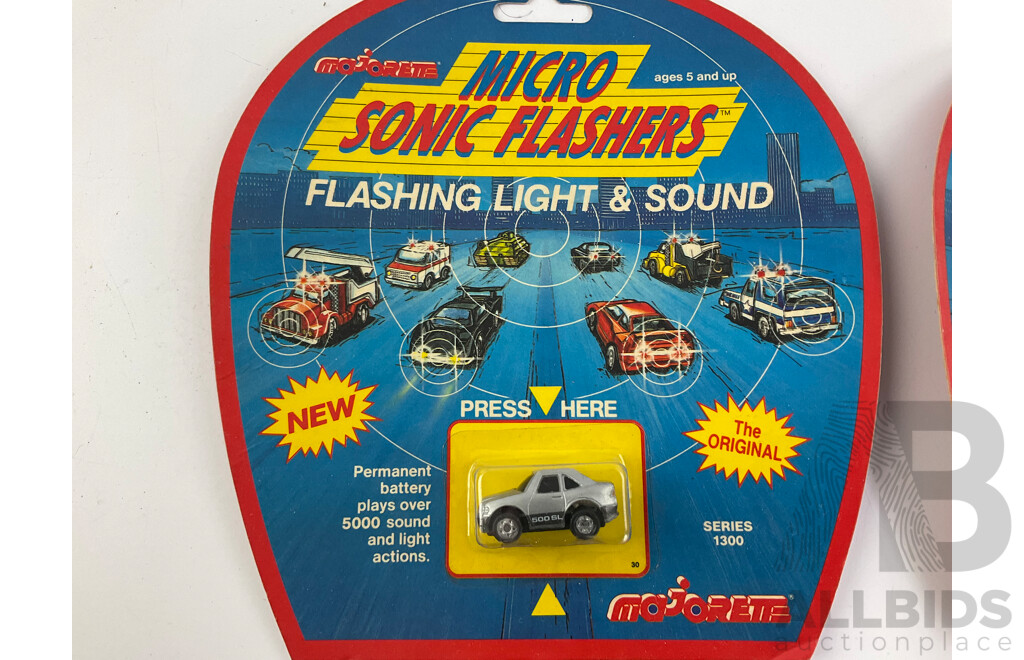 MAJORETTE
MICRO
SONIC FLASHERS™
ages 5 and up
FLASHING LIGHT & SOUND
NEW
PRESS HERE
The
ORIGINAL
Permanent
battery
plays over
5000 sound
and light
actions.
500 SL
SERIES
1300
30
MAJORETTE®
ALLBIDS
auctionplace